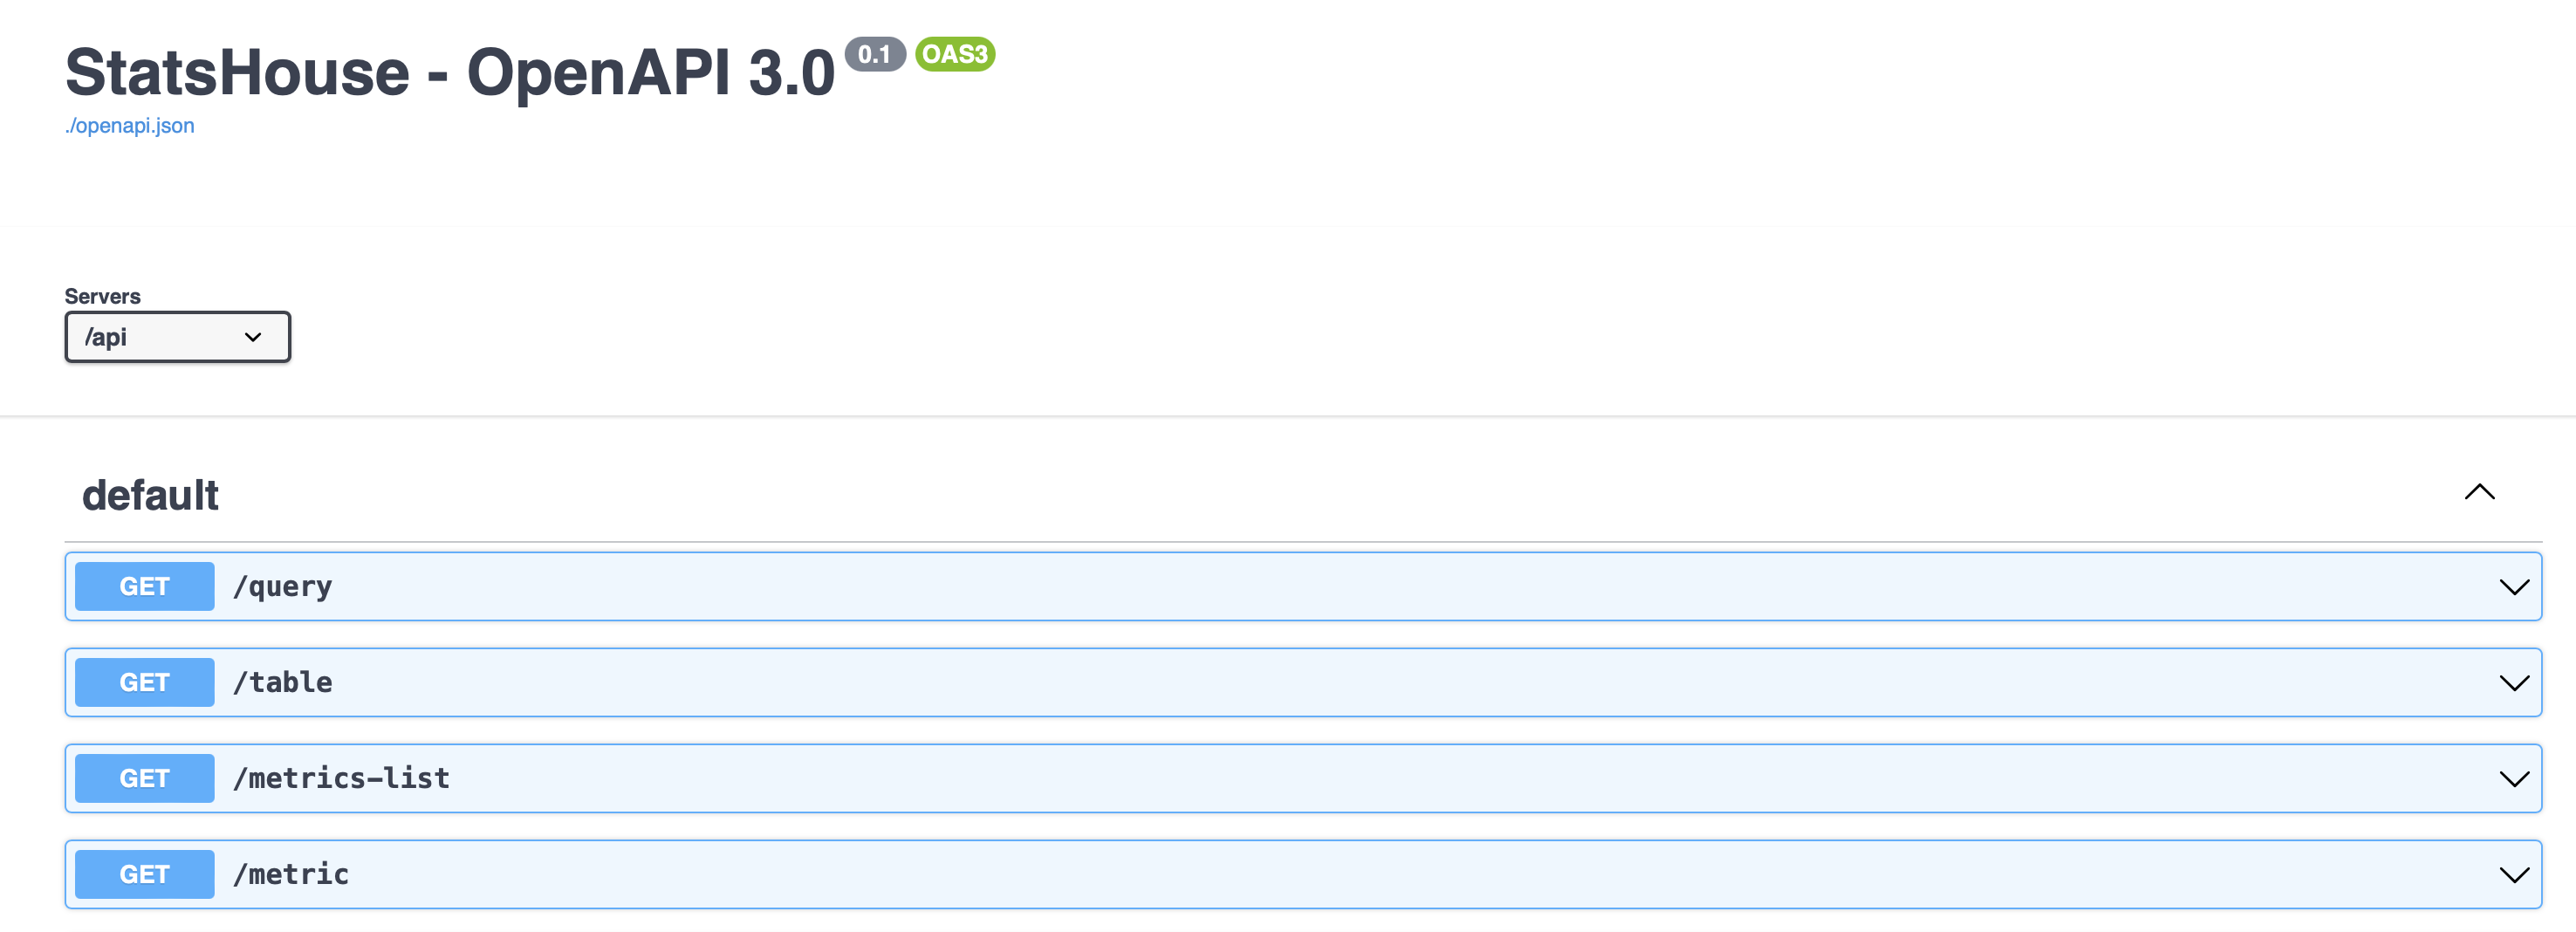 StatsHouse - OpenAPI 3.0 0.1 OAS3
./openapi.json
Servers
/api
default
GET /query
GET /table
GET /metrics-list
GET /metric